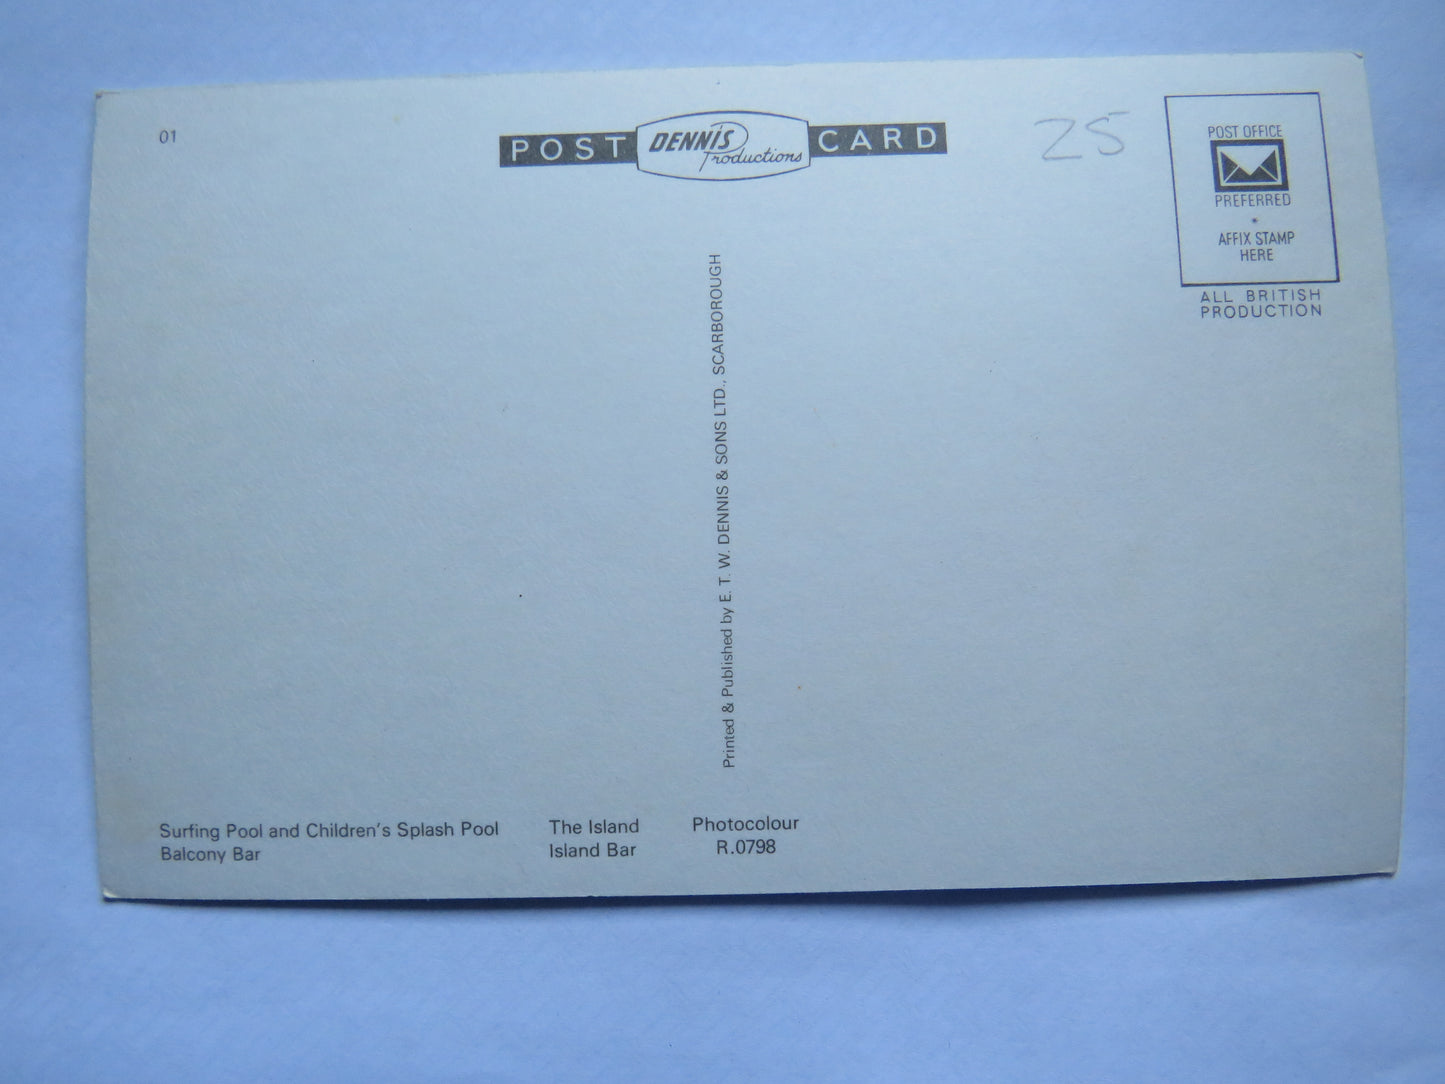 01
POST DENNIS Productions CARD
25
POST OFFICE
PREFERRED
*
AFFIX STAMP
HERE
ALL BRITISH
PRODUCTION
Printed & Published by E. T. W. DENNIS & SONS LTD., SCARBOROUGH
Surfing Pool and Children's Splash Pool
Balcony Bar
The Island
Island Bar
Photocolour
R.0798